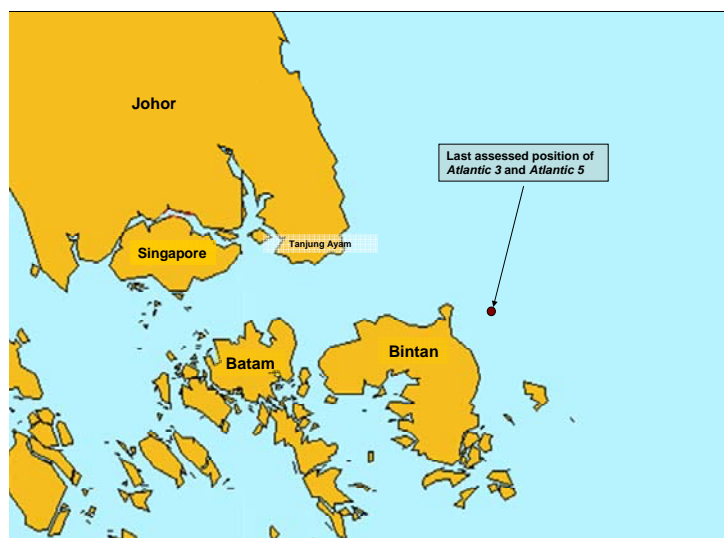 Johor
Last assessed position of
Atlantic 3 and Atlantic 5
Tanjung Ayam
Singapore
Bintan
Batam